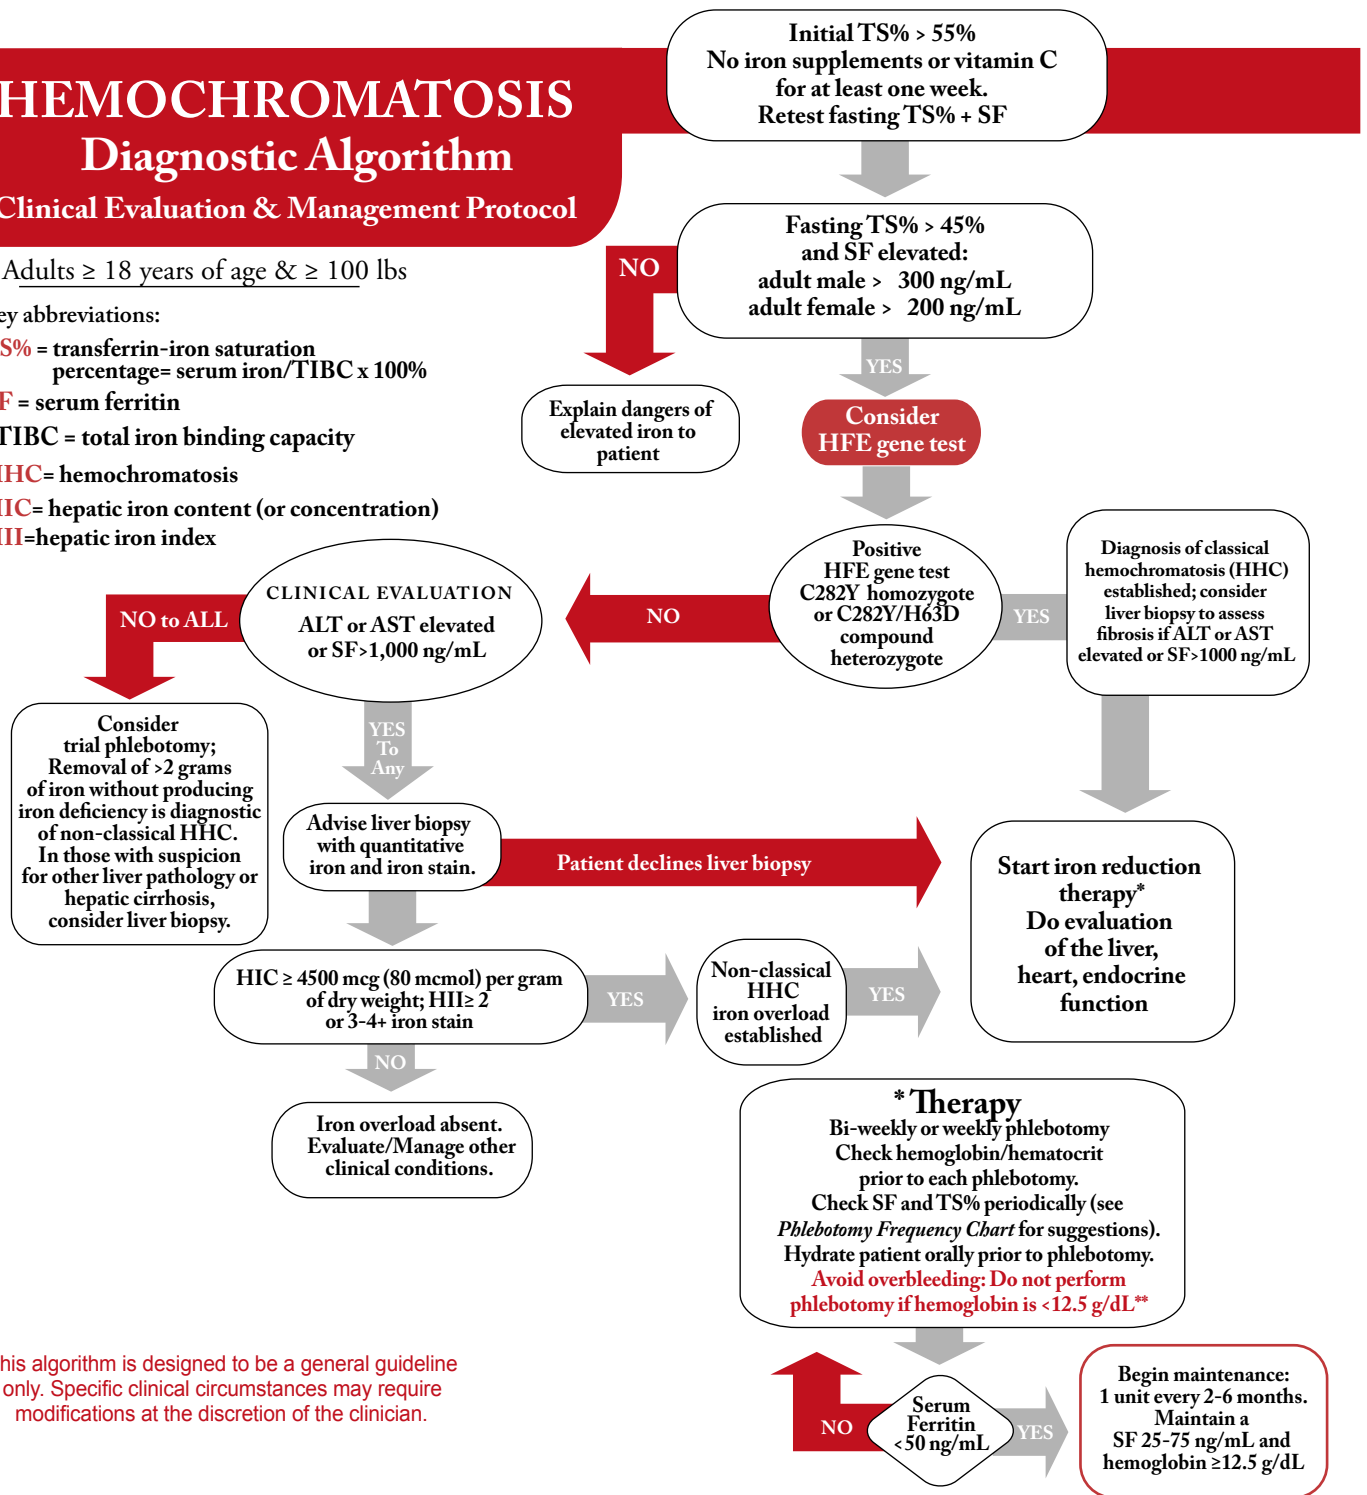 HEMOCHROMATOSIS
Diagnostic Algorithm
Clinical Evaluation & Management Protocol
Adults ≥ 18 years of age & ≥ 100 lbs
ey abbreviations:
S% = transferrin-iron saturation
percentage= serum iron/TIBC x 100%
F = serum ferritin
TIBC = total iron binding capacity
HHC= hemochromatosis
HIC= hepatic iron content (or concentration)
HII=hepatic iron index
Initial TS% > 55%
No iron supplements or vitamin C
for at least one week.
Retest fasting TS% + SF
Fasting TS% > 45%
and SF elevated:
adult male > 300 ng/mL
adult female > 200 ng/mL
NO
Explain dangers of
elevated iron to
patient
YES
Consider
HFE gene test
Positive
HFE gene test
C282Y homozygote
or C282Y/H63D
compound
heterozygote
YES
Diagnosis of classical
hemochromatosis (HHC)
established; consider
liver biopsy to assess
fibrosis if ALT or AST
elevated or SF>1000 ng/mL
NO
CLINICAL EVALUATION
ALT or AST elevated
or SF>1,000 ng/mL
NO to ALL
Consider
trial phlebotomy;
Removal of >2 grams
of iron without producing
iron deficiency is diagnostic
of non-classical HHC.
In those with suspicion
for other liver pathology or
hepatic cirrhosis,
consider liver biopsy.
YES
To
Any
Advise liver biopsy
with quantitative
iron and iron stain.
Patient declines liver biopsy
Start iron reduction
therapy*
Do evaluation
of the liver,
heart, endocrine
function
HIC ≥ 4500 mcg (80 mcmol) per gram
of dry weight; HII≥ 2
or 3-4+ iron stain
YES
Non-classical
HHC
iron overload
established
YES
NO
Iron overload absent.
Evaluate/Manage other
clinical conditions.
* Therapy
Bi-weekly or weekly phlebotomy
Check hemoglobin/hematocrit
prior to each phlebotomy.
Check SF and TS% periodically (see
Phlebotomy Frequency Chart for suggestions).
Hydrate patient orally prior to phlebotomy.
Avoid overbleeding: Do not perform
phlebotomy if hemoglobin is <12.5 g/dL**
Serum
Ferritin
<50 ng/mL
NO
YES
Begin maintenance:
1 unit every 2-6 months.
Maintain a
SF 25-75 ng/mL and
hemoglobin ≥12.5 g/dL
his algorithm is designed to be a general guideline
only. Specific clinical circumstances may require
modifications at the discretion of the clinician.